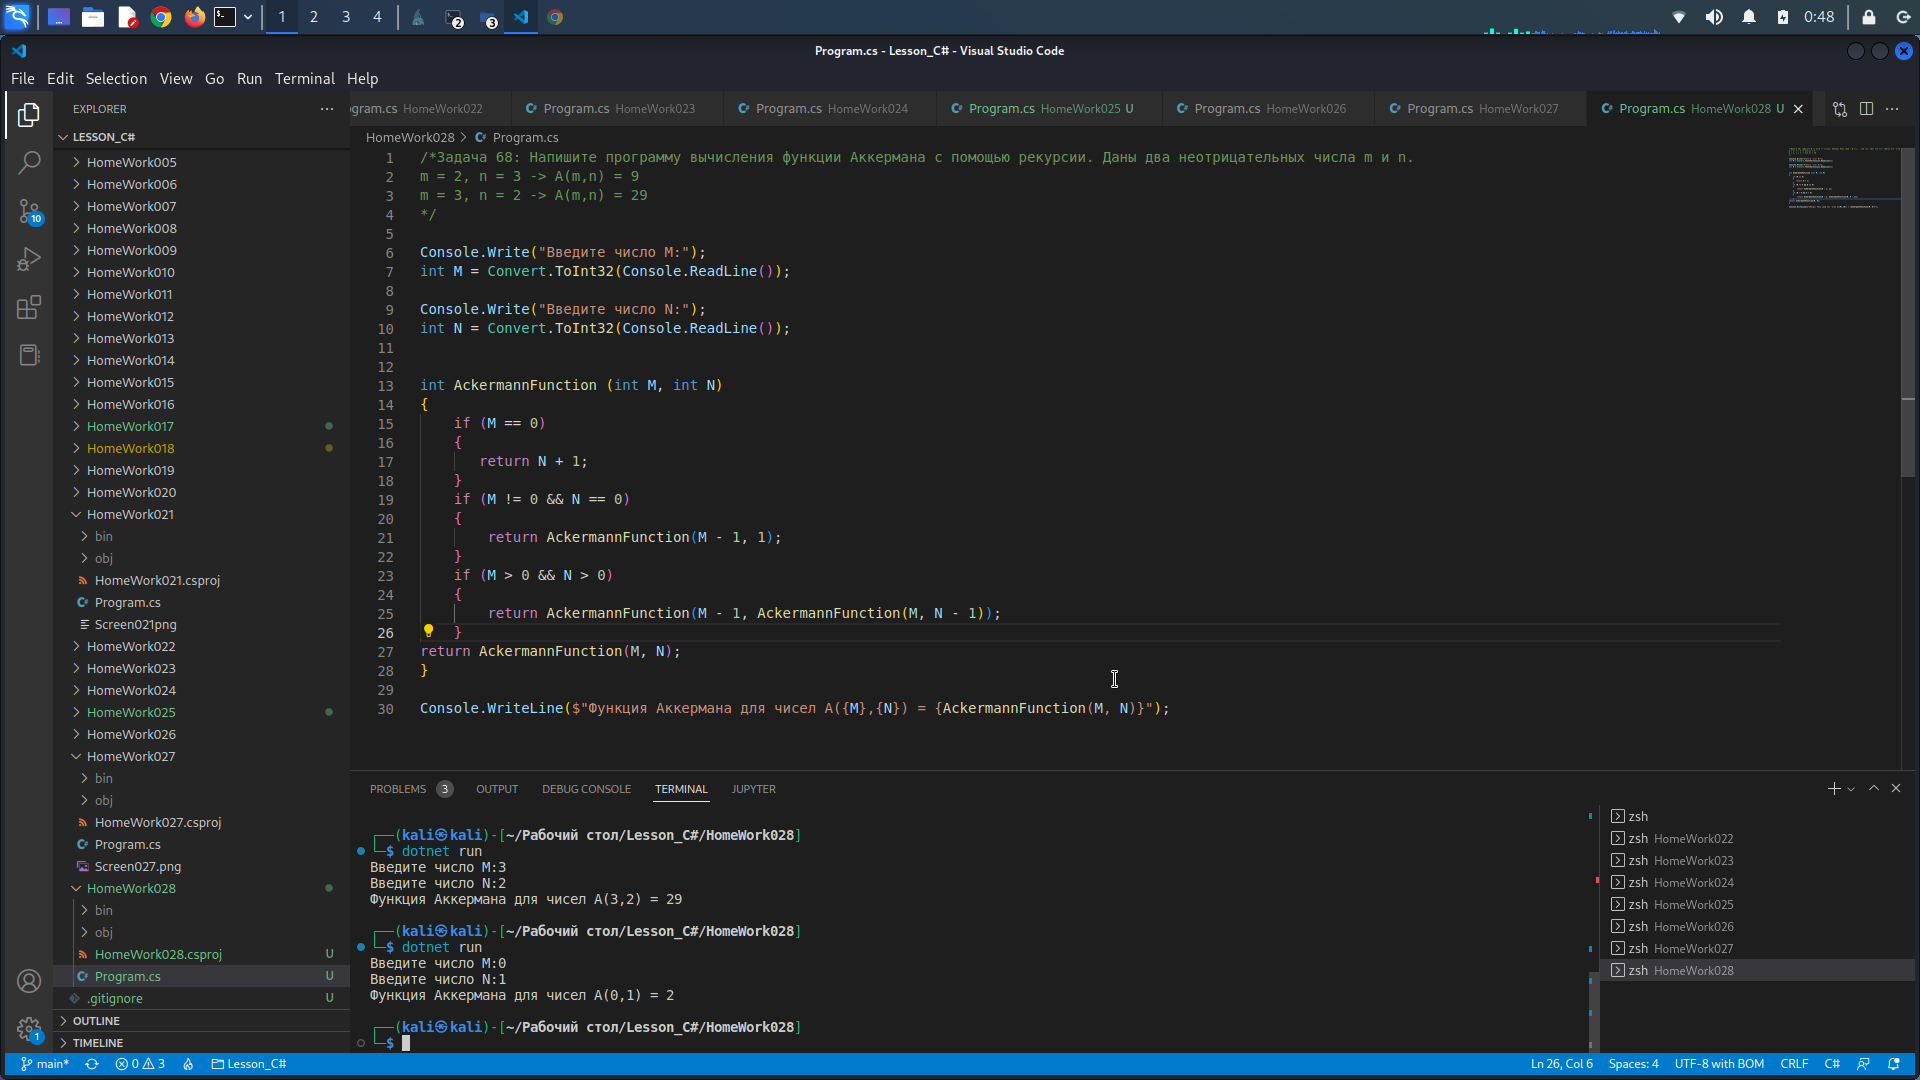 1 2 3 4
2
3
0:48
Program.cs - Lesson_C# - Visual Studio Code
File Edit Selection View Go Run Terminal Help
EXPLORER
LESSON_C#
HomeWork005
HomeWork006
HomeWork007
HomeWork008
HomeWork009
HomeWork010
HomeWork011
HomeWork012
HomeWork013
HomeWork014
HomeWork015
HomeWork016
HomeWork017
HomeWork018
HomeWork019
HomeWork020
HomeWork021
bin
obj
HomeWork021.csproj
Program.cs
Screen021png
HomeWork022
HomeWork023
HomeWork024
HomeWork025
HomeWork026
HomeWork027
bin
obj
HomeWork027.csproj
Program.cs
Screen027.png
HomeWork028
bin
obj
HomeWork028.csproj U
Program.cs U
.gitignore U
OUTLINE
TIMELINE
10
1
gram.cs HomeWork022 Program.cs HomeWork023 Program.cs HomeWork024 Program.cs HomeWork025 U Program.cs HomeWork026 Program.cs HomeWork027 Program.cs HomeWork028 U
HomeWork028 > Program.cs
1 /*Задача 68: Напишите программу вычисления функции Аккермана с помощью рекурсии. Даны два неотрицательных числа m и n.
2 m = 2, n = 3 -> A(m,n) = 9
3 m = 3, n = 2 -> A(m,n) = 29
4 */
5
6 Console.Write("Введите число M:");
7 int M = Convert.ToInt32(Console.ReadLine());
8
9 Console.Write("Введите число N:");
10 int N = Convert.ToInt32(Console.ReadLine());
11
12
13 int AckermannFunction (int M, int N)
14 {
15 if (M == 0)
16 {
17 return N + 1;
18 }
19 if (M != 0 && N == 0)
20 {
21 return AckermannFunction(M - 1, 1);
22 }
23 if (M > 0 && N > 0)
24 {
25 return AckermannFunction(M - 1, AckermannFunction(M, N - 1));
26 }
27 return AckermannFunction(M, N);
28 }
29
30 Console.WriteLine($"Функция Аккермана для чисел A({M},{N}) = {AckermannFunction(M, N)}");
PROBLEMS 3 OUTPUT DEBUG CONSOLE TERMINAL JUPYTER
┌──(kali㉿kali)-[~/Рабочий стол/Lesson_C#/HomeWork028]
└─$ dotnet run
Введите число M:3
Введите число N:2
Функция Аккермана для чисел A(3,2) = 29
┌──(kali㉿kali)-[~/Рабочий стол/Lesson_C#/HomeWork028]
└─$ dotnet run
Введите число M:0
Введите число N:1
Функция Аккермана для чисел A(0,1) = 2
┌──(kali㉿kali)-[~/Рабочий стол/Lesson_C#/HomeWork028]
└─$
zsh
zsh HomeWork022
zsh HomeWork023
zsh HomeWork024
zsh HomeWork025
zsh HomeWork026
zsh HomeWork027
zsh HomeWork028
main* 0 3 Lesson_C# Ln 26, Col 6 Spaces: 4 UTF-8 with BOM CRLF C#